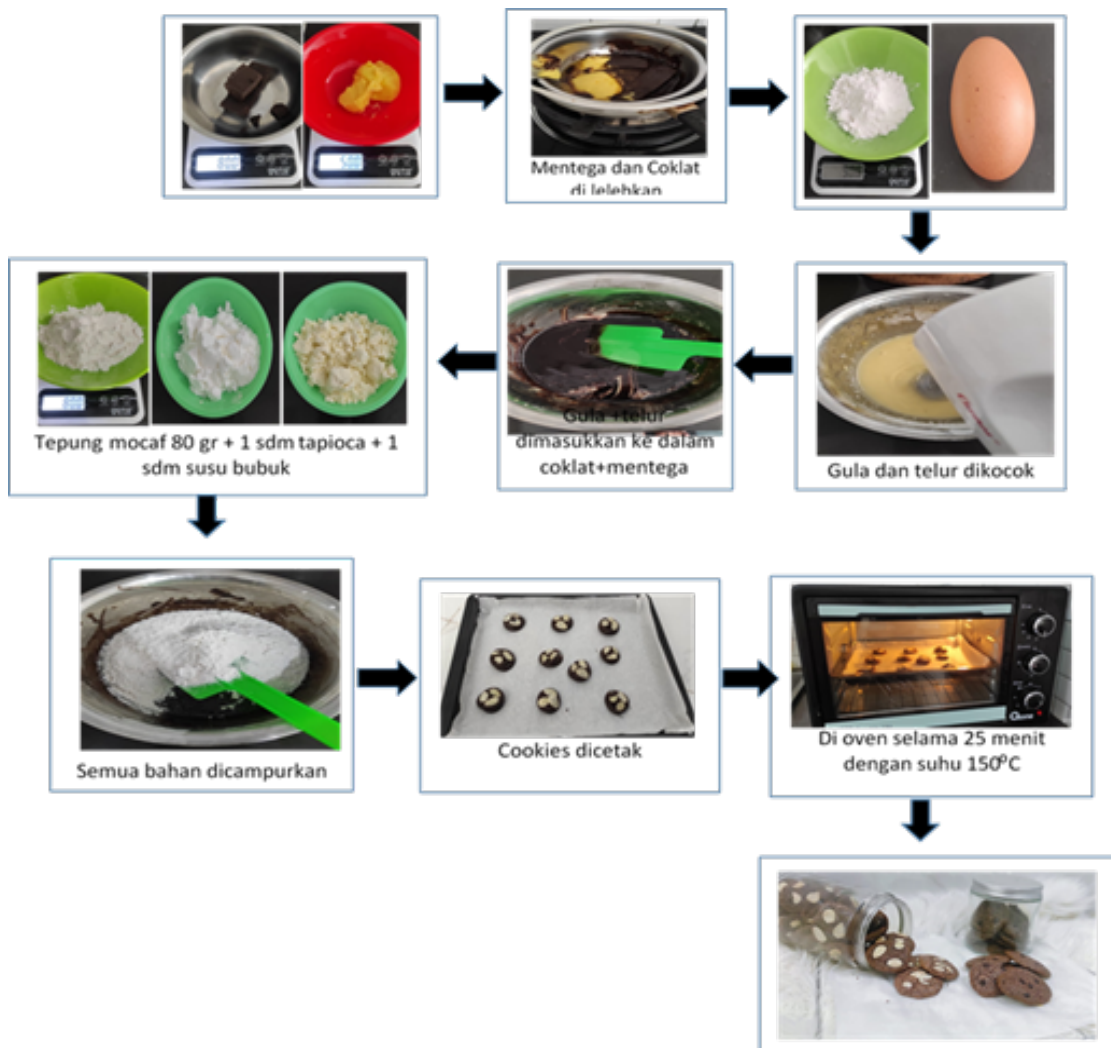 Mentega dan Coklat
di lelehkan
Gula dan telur dikocok
Gula +telur
dimasukkan ke dalam
coklat+mentega
Tepung mocaf 80 gr + 1 sdm tapioca + 1
sdm susu bubuk
Semua bahan dicampurkan
Cookies dicetak
Di oven selama 25 menit
dengan suhu 150⁰C